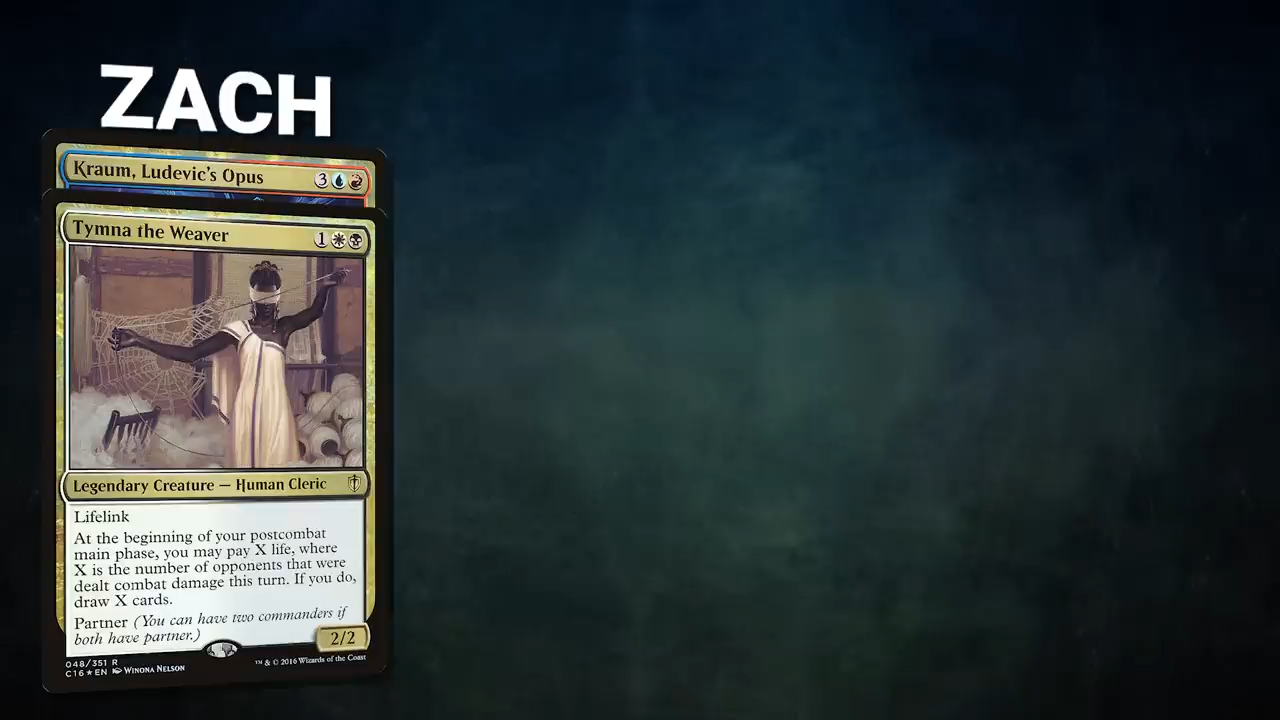 ZACH
Kraum, Ludevic's Opus 3
Tymna the Weaver 1
Legendary Creature — Human Cleric
Lifelink
At the beginning of your postcombat
main phase, you may pay X life, where
X is the number of opponents that were
dealt combat damage this turn. If you do,
draw X cards.
Partner (You can have two commanders if
both have partner.)
2/2
048/351 R
C16★EN Winona Nelson
™ & © 2016 Wizards of the Coast